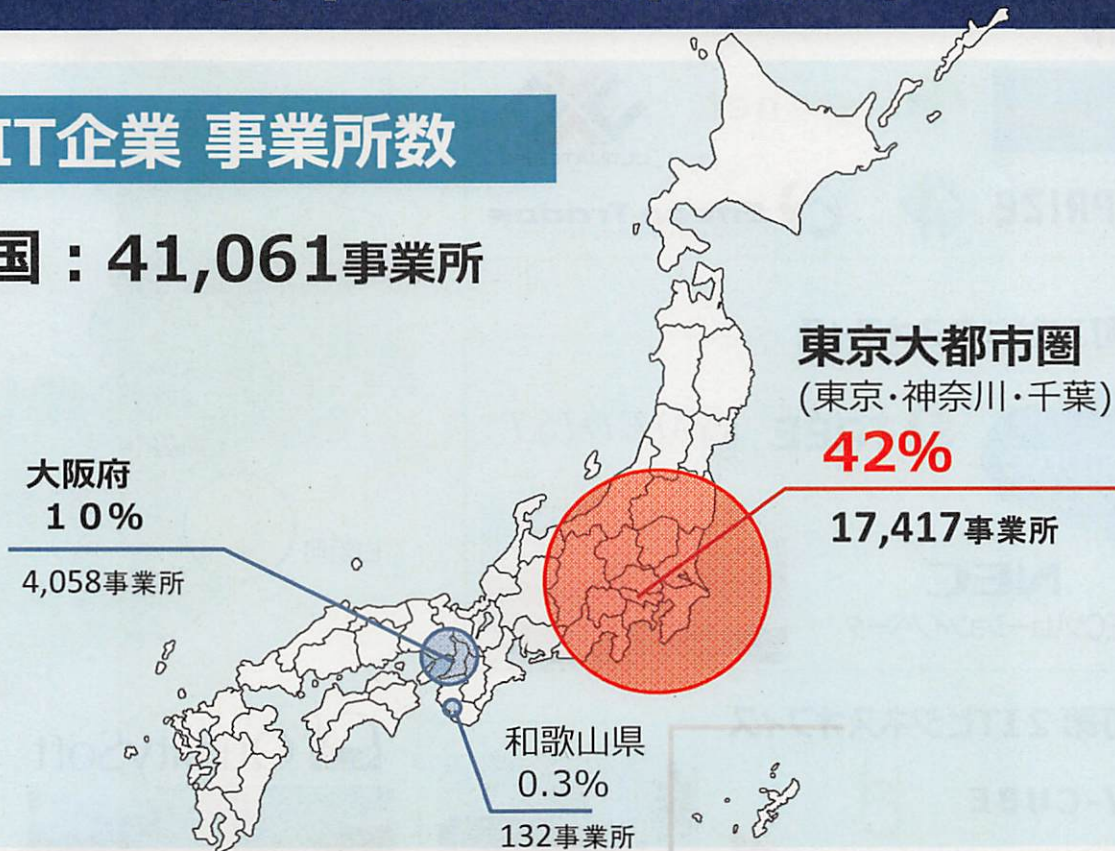 IT企業 事業所数
国：41,061事業所
東京大都市圏
(東京・神奈川・千葉)
42%
17,417事業所
大阪府
10%
4,058事業所
和歌山県
0.3%
132事業所